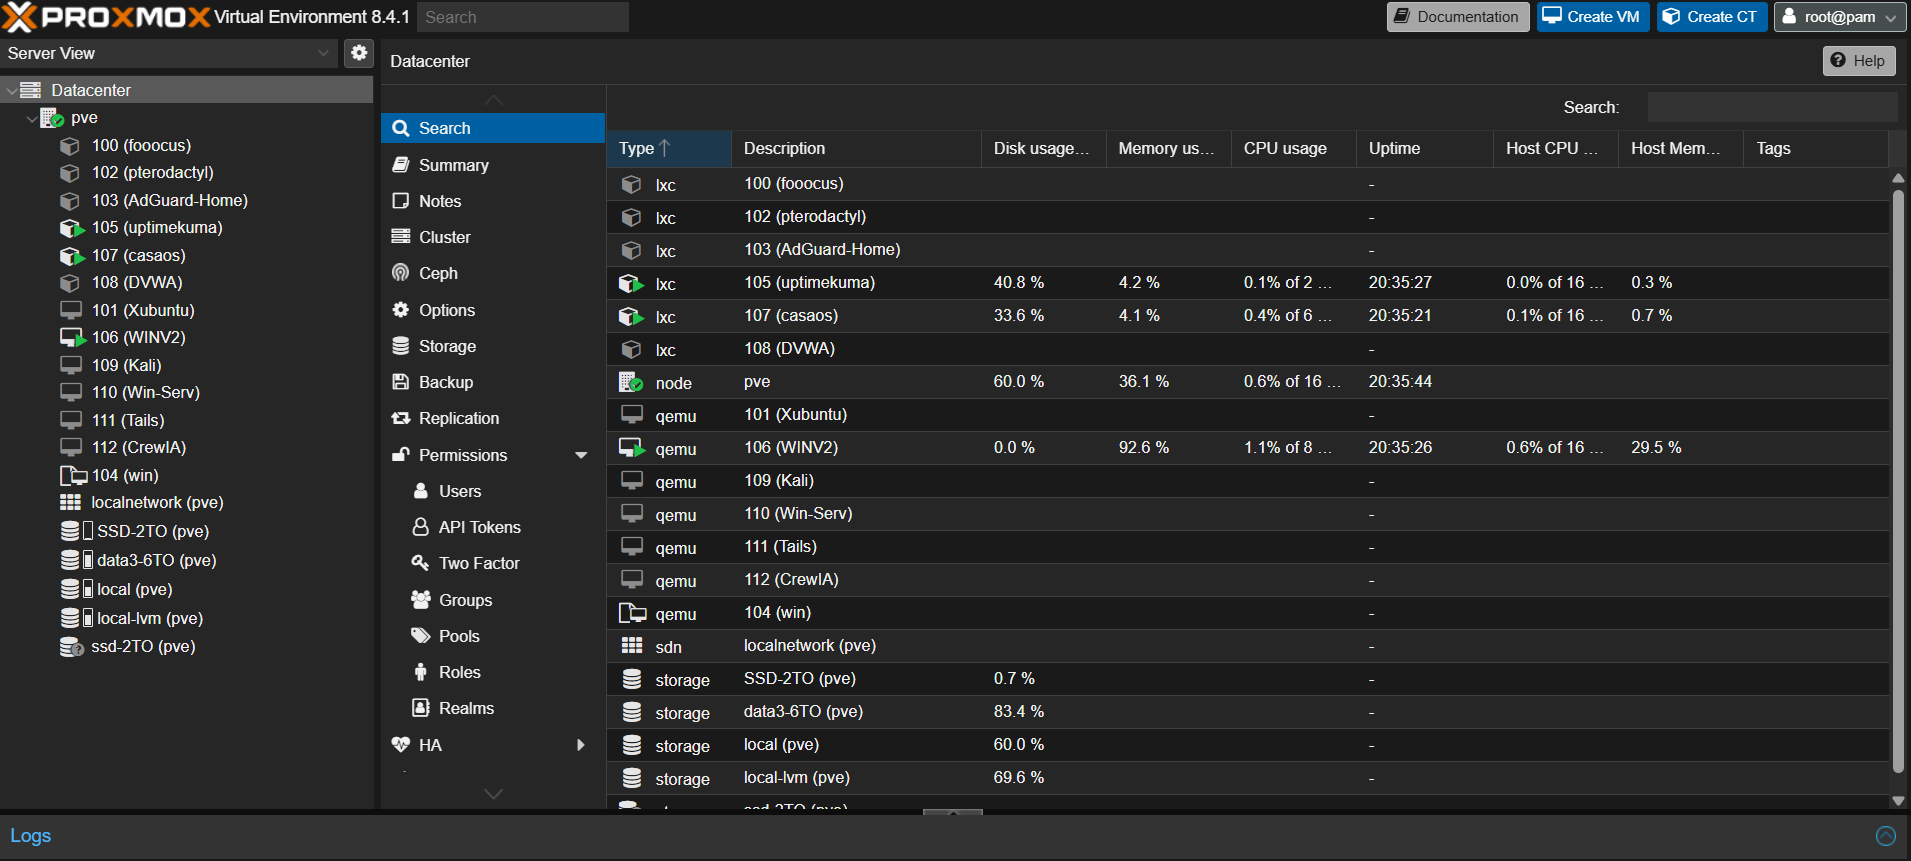 PROXMOX Virtual Environment 8.4.1 Search Documentation Create VM Create CT root@pam
Server View
Datacenter
pve
100 (fooocus)
102 (pterodactyl)
103 (AdGuard-Home)
105 (uptimekuma)
107 (casaos)
108 (DVWA)
101 (Xubuntu)
106 (WINV2)
109 (Kali)
110 (Win-Serv)
111 (Tails)
112 (CrewIA)
104 (win)
localnetwork (pve)
SSD-2TO (pve)
data3-6TO (pve)
local (pve)
local-lvm (pve)
ssd-2TO (pve)
Datacenter Help
Search
Summary
Notes
Cluster
Ceph
Options
Storage
Backup
Replication
Permissions
Users
API Tokens
Two Factor
Groups
Pools
Roles
Realms
HA
Search:
Type Description Disk usage... Memory us... CPU usage Uptime Host CPU ... Host Mem... Tags
lxc 100 (fooocus) -
lxc 102 (pterodactyl) -
lxc 103 (AdGuard-Home) -
lxc 105 (uptimekuma) 40.8 % 4.2 % 0.1% of 2 ... 20:35:27 0.0% of 16 ... 0.3 %
lxc 107 (casaos) 33.6 % 4.1 % 0.4% of 6 ... 20:35:21 0.1% of 16 ... 0.7 %
lxc 108 (DVWA) -
node pve 60.0 % 36.1 % 0.6% of 16 ... 20:35:44
qemu 101 (Xubuntu) -
qemu 106 (WINV2) 0.0 % 92.6 % 1.1% of 8 ... 20:35:26 0.6% of 16 ... 29.5 %
qemu 109 (Kali) -
qemu 110 (Win-Serv) -
qemu 111 (Tails) -
qemu 112 (CrewIA) -
qemu 104 (win) -
sdn localnetwork (pve) -
storage SSD-2TO (pve) 0.7 % -
storage data3-6TO (pve) 83.4 % -
storage local (pve) 60.0 % -
storage local-lvm (pve) 69.6 % -
ssd-2TO (pve)
Logs